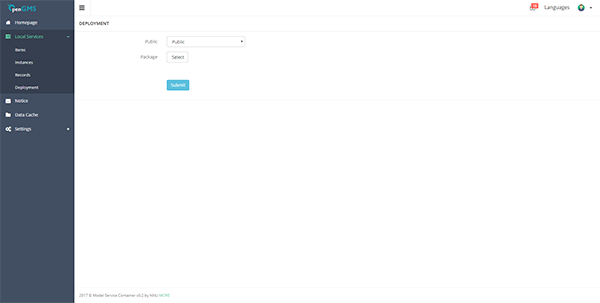 OpenGMS
Languages
Homepage
DEPLOYMENT
Local Services
Public
Public
Items
Package
Select
Instances
Records
Deployment
Submit
Notice
Data Cache
Settings
2017 © Model Service Container v0.2 by NNU MORE